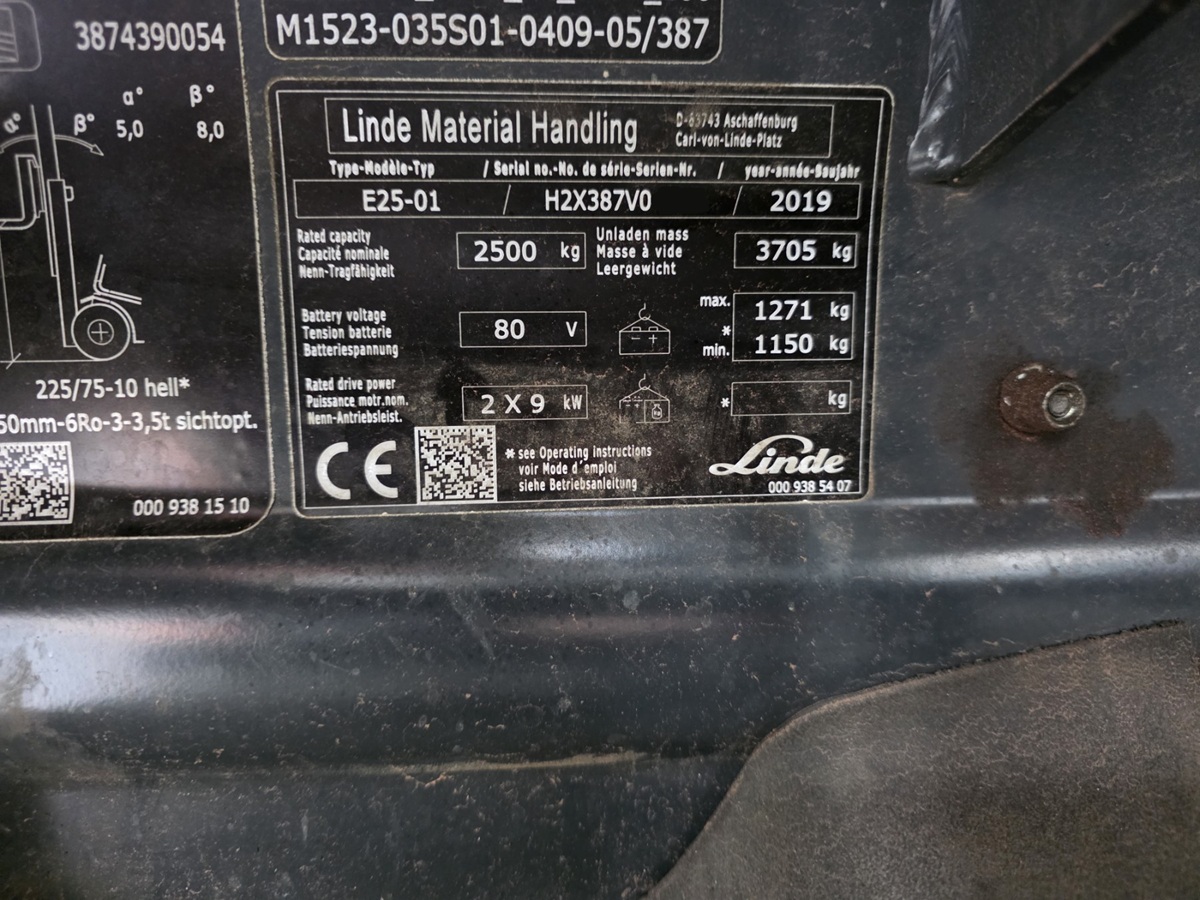 3874390054
α° β°
5,0 8,0
α° β°
225/75-10 hell*
50mm-6Ro-3-3,5t sichtopt.
000 938 15 10
M1523-035S01-0409-05/387
Linde Material Handling
D-63743 Aschaffenburg
Carl-von-Linde-Platz
Type-Modèle-Typ / Serial no.-No. de série-Serien-Nr. / year-année-Baujahr
E25-01 / H2X387V0 / 2019
Rated capacity
Capacité nominale
Nenn-Tragfähigkeit
2500 kg
Unladen mass
Masse à vide
Leergewicht
3705 kg
Battery voltage
Tension batterie
Batteriespannung
80 V
max. 1271 kg
*
min. 1150 kg
Rated drive power
Puissance motr.nom.
Nenn-Antriebsleist.
2 X 9 kW
* kg
CE
* see Operating instructions
voir Mode d'emploi
siehe Betriebsanleitung
Linde
000 938 54 07